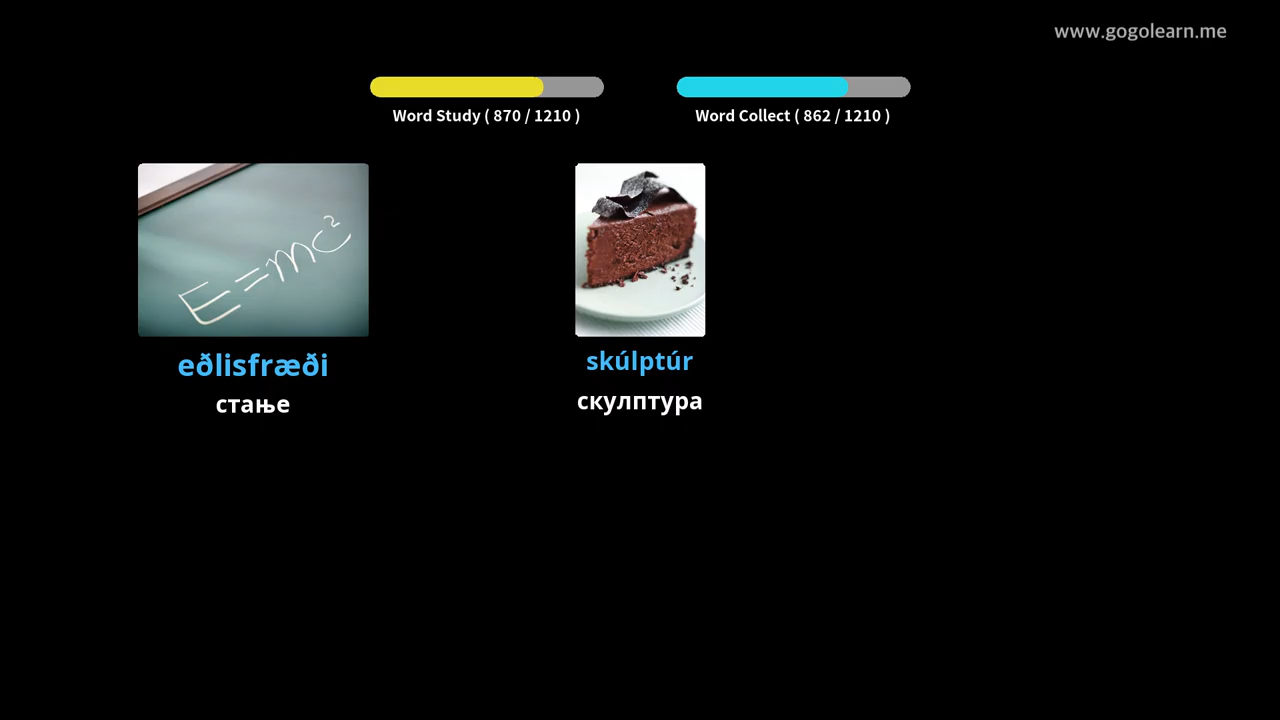 www.gogolearn.me
Word Study ( 870 / 1210 )
Word Collect ( 862 / 1210 )
E=mc²
eðlisfræði
стање
skúlptúr
скулптура